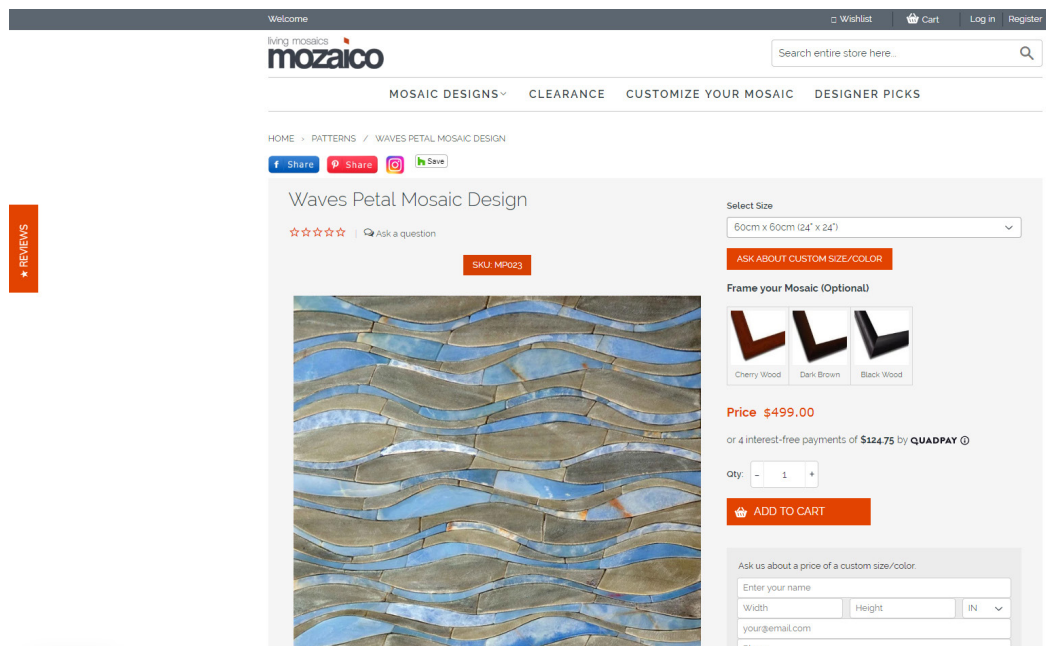 Welcome
Wishlist
Cart
Log in
Register
living mosaics
mozaico
Search entire store here...
MOSAIC DESIGNS
CLEARANCE
CUSTOMIZE YOUR MOSAIC
DESIGNER PICKS
HOME > PATTERNS / WAVES PETAL MOSAIC DESIGN
f Share
Share
Save
★ REVIEWS
Waves Petal Mosaic Design
Ask a question
SKU: MP023
Select Size
60cm x 60cm (24" x 24")
ASK ABOUT CUSTOM SIZE/COLOR
Frame your Mosaic (Optional)
Cherry Wood
Dark Brown
Black Wood
Price $499.00
or 4 interest-free payments of $124.75 by QUADPAY
Qty: - 1 +
ADD TO CART
Ask us about a price of a custom size/color.
Enter your name
Width
Height
IN
your@email.com